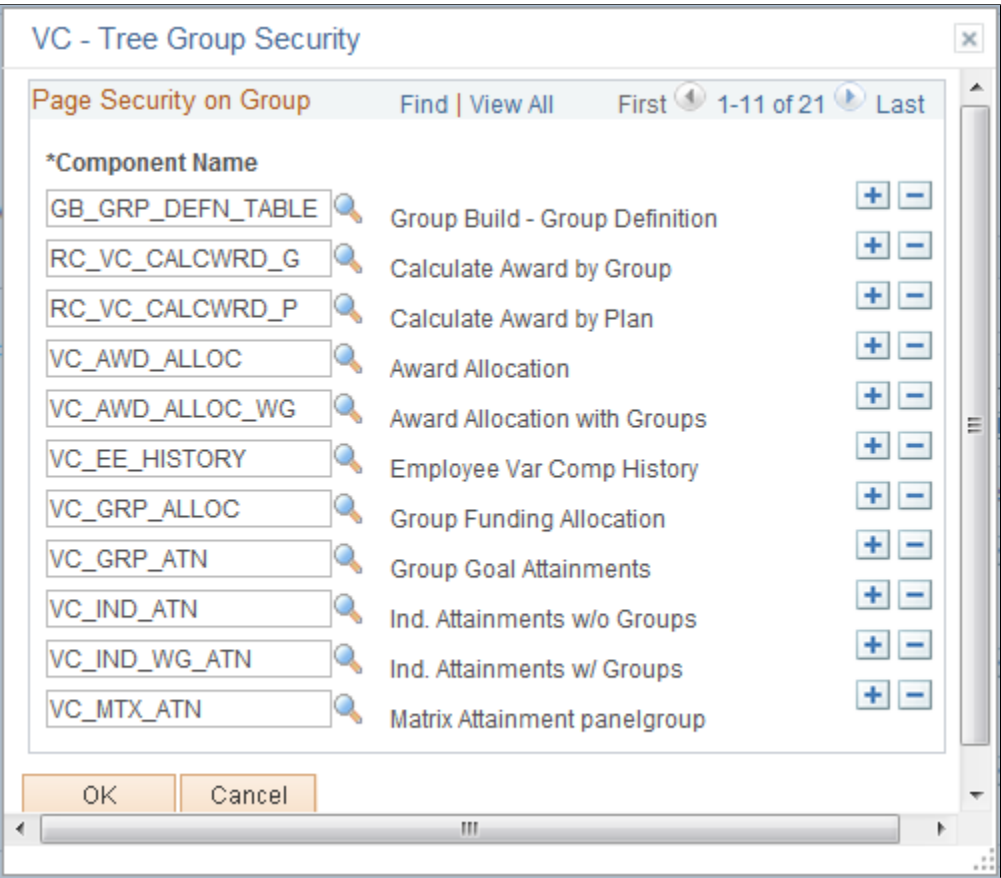 VC - Tree Group Security
Page Security on Group Find | View All First 1-11 of 21 Last
*Component Name
GB_GRP_DEFN_TABLE Group Build - Group Definition
RC_VC_CALCWRD_G Calculate Award by Group
RC_VC_CALCWRD_P Calculate Award by Plan
VC_AWD_ALLOC Award Allocation
VC_AWD_ALLOC_WG Award Allocation with Groups
VC_EE_HISTORY Employee Var Comp History
VC_GRP_ALLOC Group Funding Allocation
VC_GRP_ATN Group Goal Attainments
VC_IND_ATN Ind. Attainments w/o Groups
VC_IND_WG_ATN Ind. Attainments w/ Groups
VC_MTX_ATN Matrix Attainment panelgroup
OK Cancel